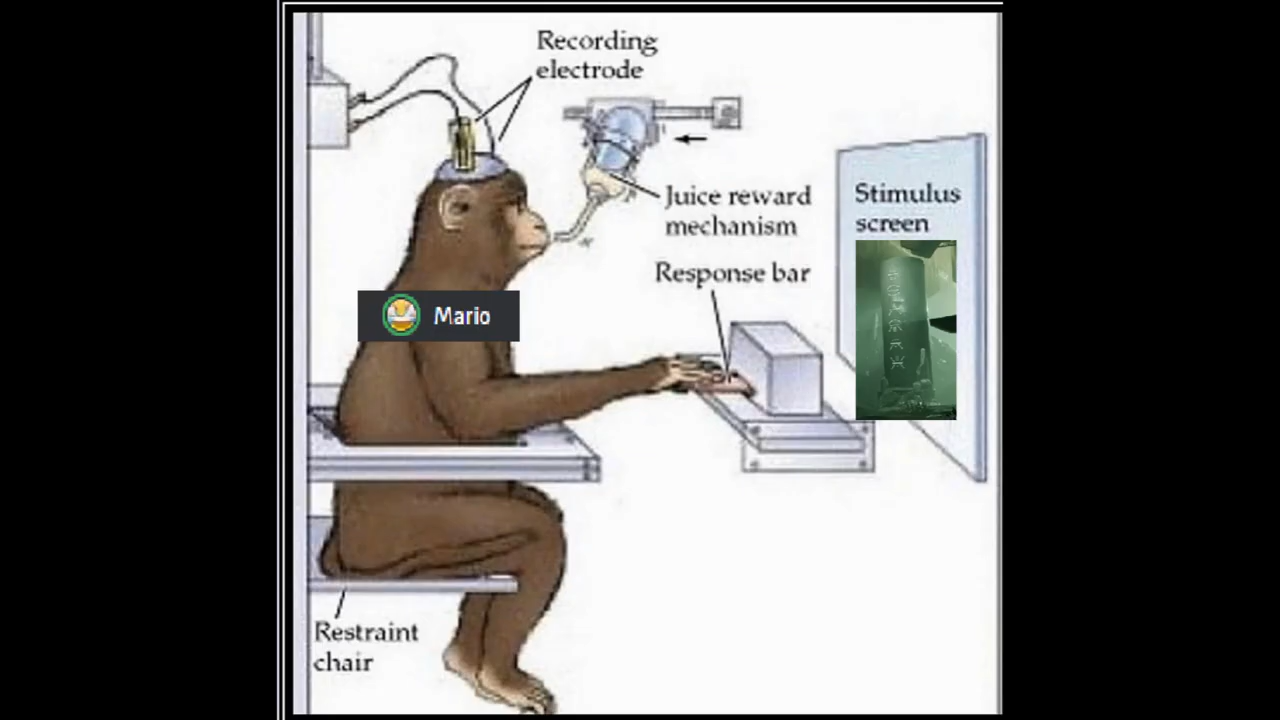 Recording
electrode
Juice reward
mechanism
Stimulus
screen
Response bar
Mario
Restraint
chair